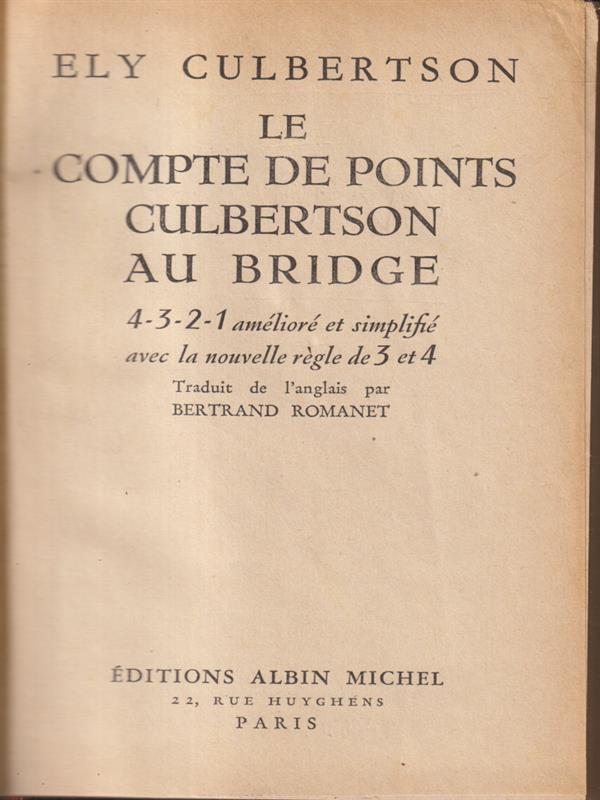 ELY CULBERTSON
LE
COMPTE DE POINTS
CULBERTSON
AU BRIDGE
4-3-2-1 amélioré et simplifié
avec la nouvelle règle de 3 et 4
Traduit de l'anglais par
BERTRAND ROMANET
ÉDITIONS ALBIN MICHEL
22, RUE HUYGHENS
PARIS